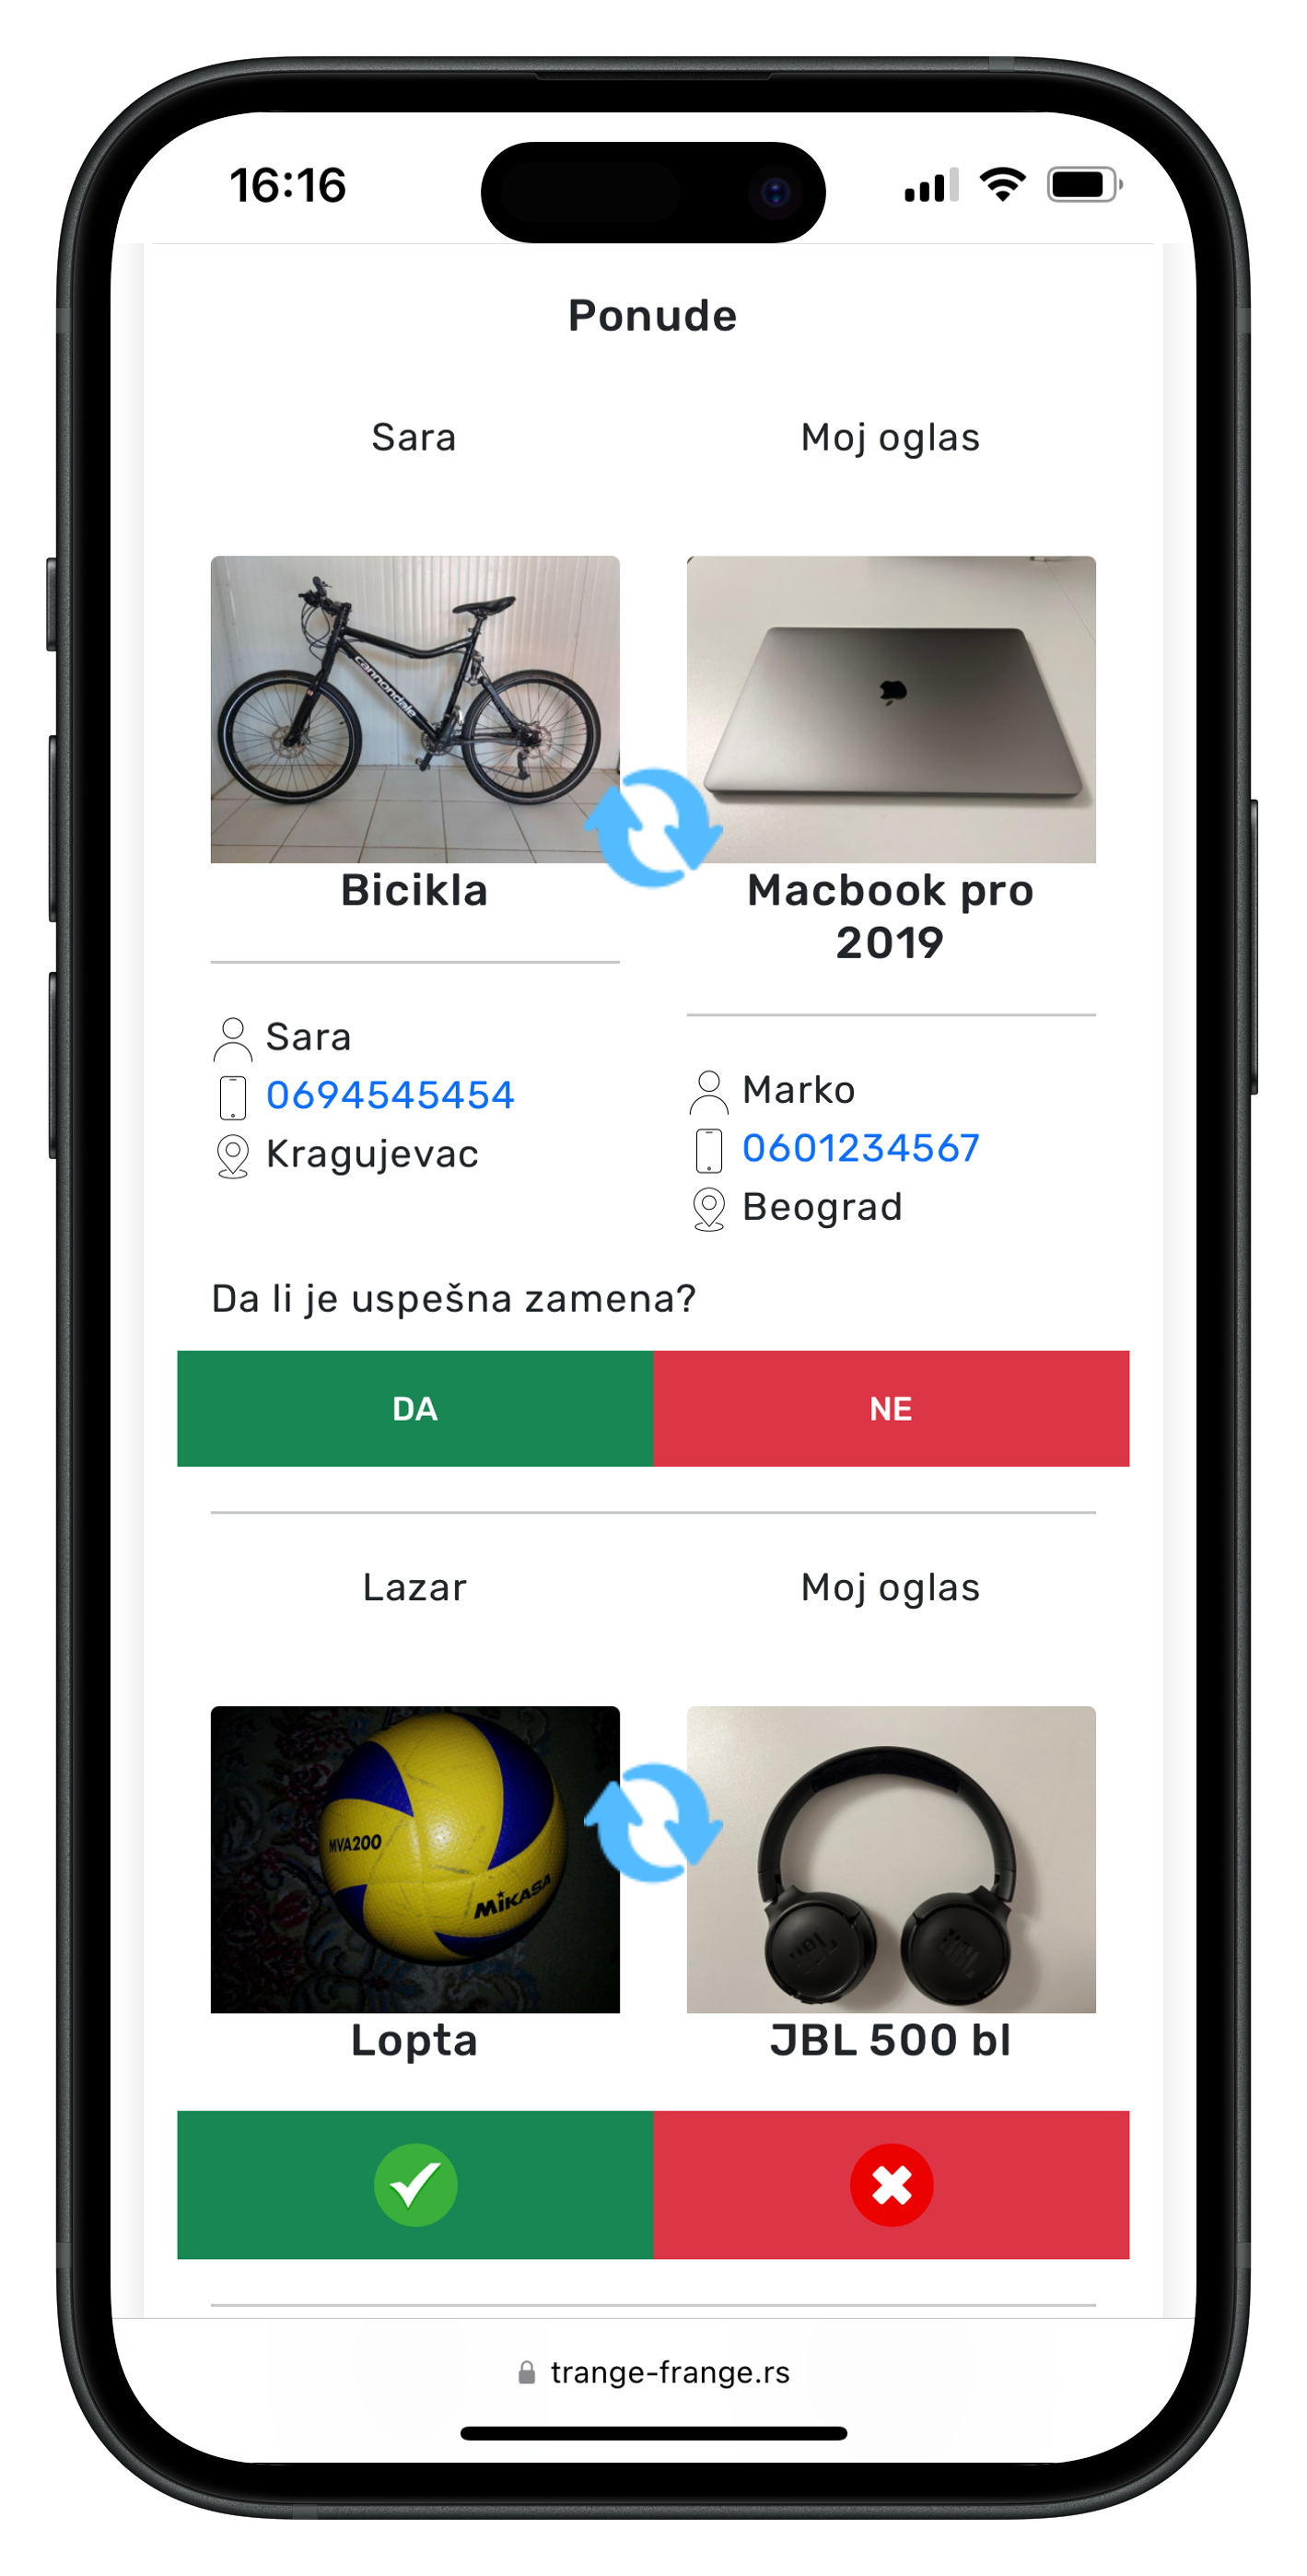 16:16
Ponude
Sara
Moj oglas
cannondale
Bicikla
Macbook pro
2019
Sara
0694545454
Kragujevac
Marko
0601234567
Beograd
Da li je uspešna zamena?
DA
NE
Lazar
Moj oglas
MVA200
MIKASA
JBL
JBL
Lopta
JBL 500 bl
trange-frange.rs